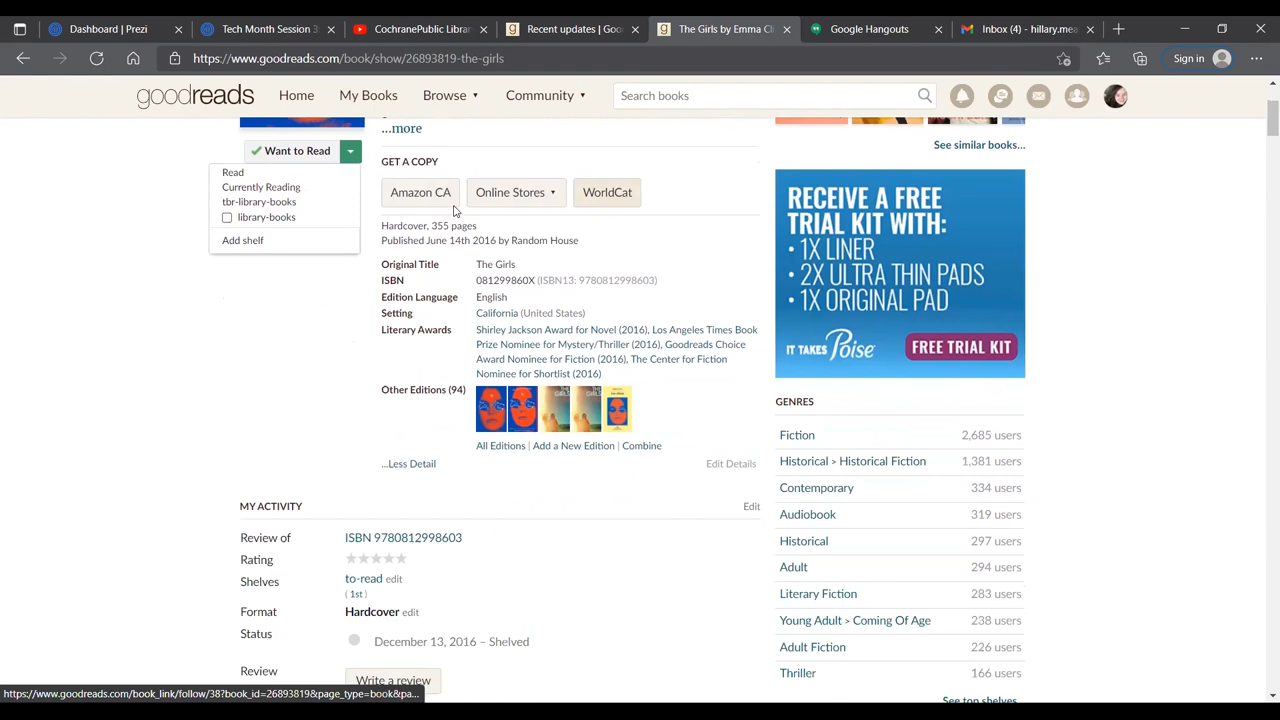 Dashboard | Prezi
Tech Month Session 3
CochranePublic Librar
Recent updates | Goo
The Girls by Emma Cl
Google Hangouts
Inbox (4) - hillary.mea
https://www.goodreads.com/book/show/26893819-the-girls
Sign in
goodreads
Home
My Books
Browse
Community
Search books
...more
See similar books...
Want to Read
GET A COPY
Read
Currently Reading
tbr-library-books
library-books
Add shelf
Amazon CA
Online Stores
WorldCat
Hardcover, 355 pages
Published June 14th 2016 by Random House
Original Title The Girls
ISBN 081299860X (ISBN13: 9780812998603)
Edition Language English
Setting California (United States)
Literary Awards Shirley Jackson Award for Novel (2016), Los Angeles Times Book
Prize Nominee for Mystery/Thriller (2016), Goodreads Choice
Award Nominee for Fiction (2016), The Center for Fiction
Nominee for Shortlist (2016)
Other Editions (94)
All Editions | Add a New Edition | Combine
...Less Detail
Edit Details
RECEIVE A FREE
TRIAL KIT WITH:
• 1X LINER
• 2X ULTRA THIN PADS
• 1X ORIGINAL PAD
IT TAKES Poise
FREE TRIAL KIT
GENRES
Fiction 2,685 users
Historical > Historical Fiction 1,381 users
Contemporary 334 users
Audiobook 319 users
Historical 297 users
Adult 294 users
Literary Fiction 283 users
Young Adult > Coming Of Age 238 users
Adult Fiction 226 users
Thriller 166 users
See top shelves...
MY ACTIVITY
Edit
Review of ISBN 9780812998603
Rating
Shelves to-read edit
( 1st )
Format Hardcover edit
Status December 13, 2016 – Shelved
Review Write a review
https://www.goodreads.com/book_link/follow/38?book_id=26893819&page_type=book&pa...